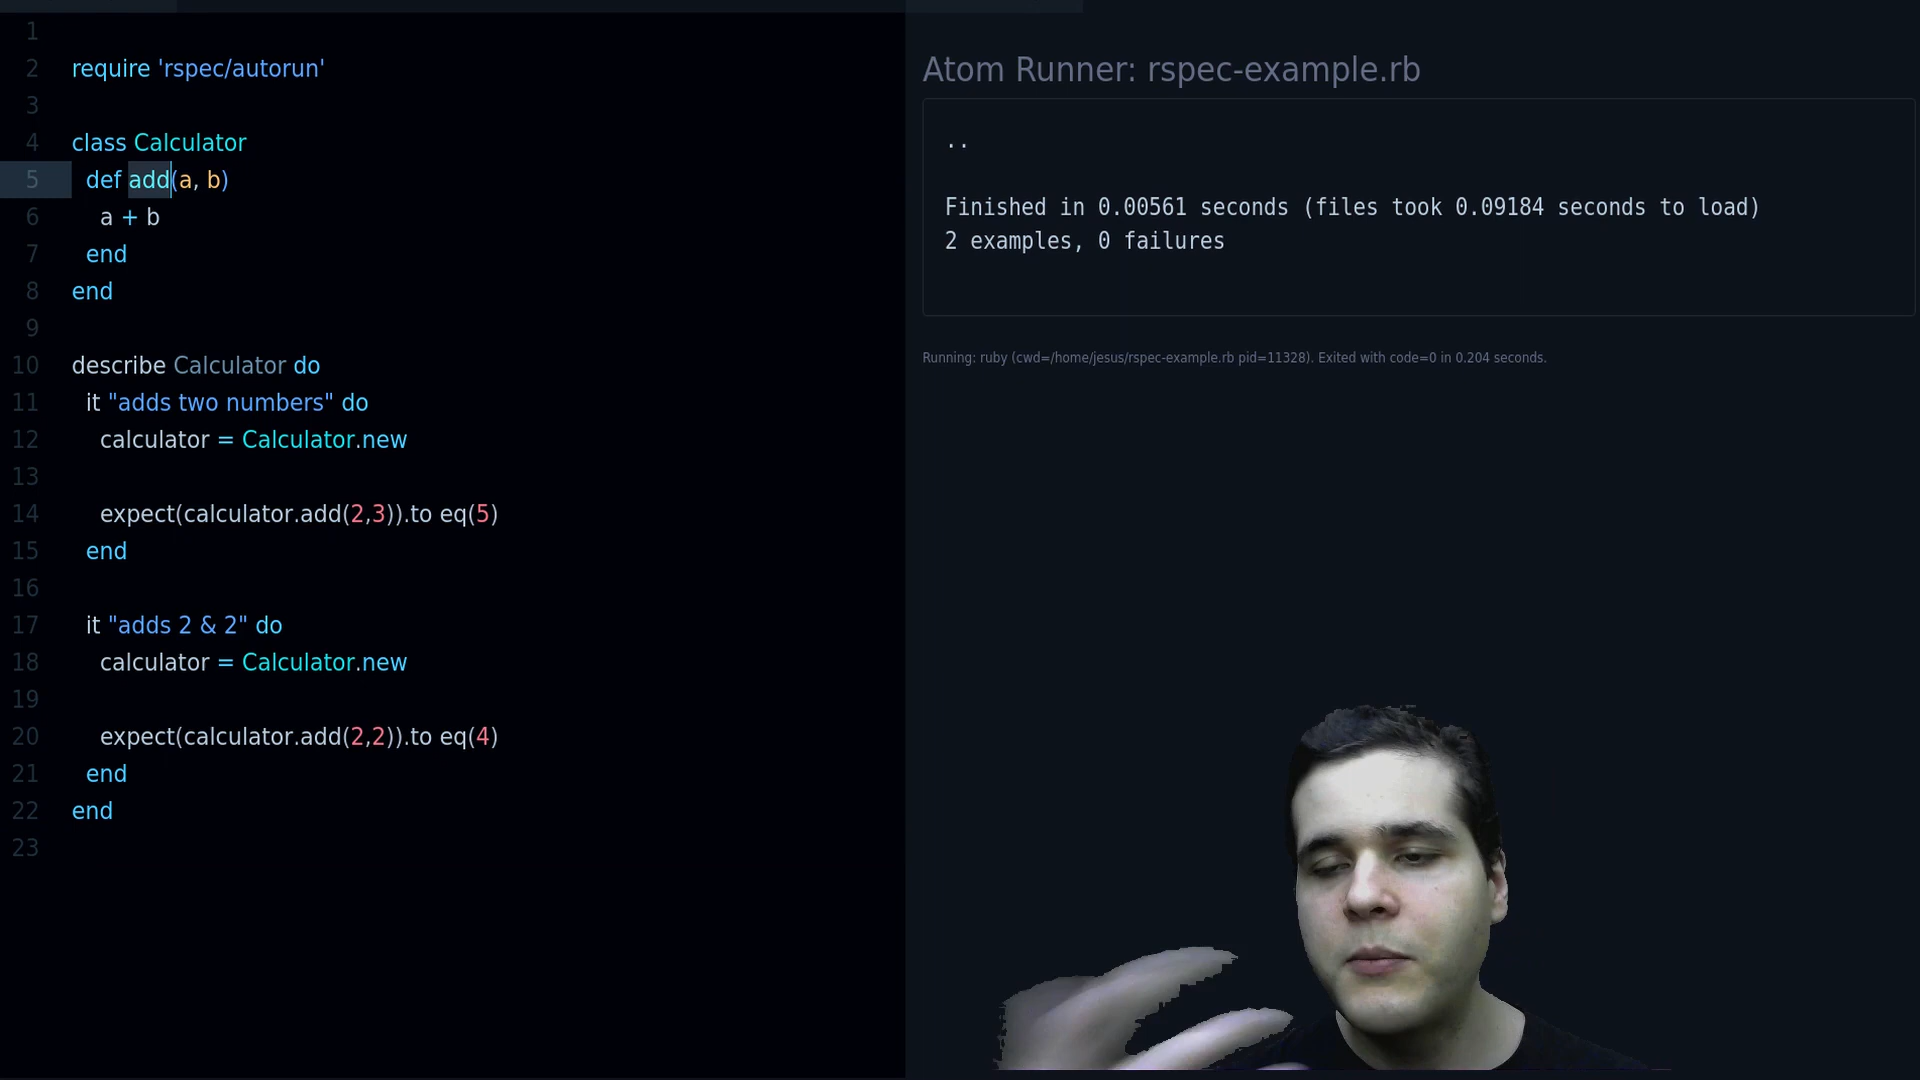 1
2 require 'rspec/autorun'
3
4 class Calculator
5 def add(a, b)
6 a + b
7 end
8 end
9
10 describe Calculator do
11 it "adds two numbers" do
12 calculator = Calculator.new
13
14 expect(calculator.add(2,3)).to eq(5)
15 end
16
17 it "adds 2 & 2" do
18 calculator = Calculator.new
19
20 expect(calculator.add(2,2)).to eq(4)
21 end
22 end
23
Atom Runner: rspec-example.rb
..
Finished in 0.00561 seconds (files took 0.09184 seconds to load)
2 examples, 0 failures
Running: ruby (cwd=/home/jesus/rspec-example.rb pid=11328). Exited with code=0 in 0.204 seconds.